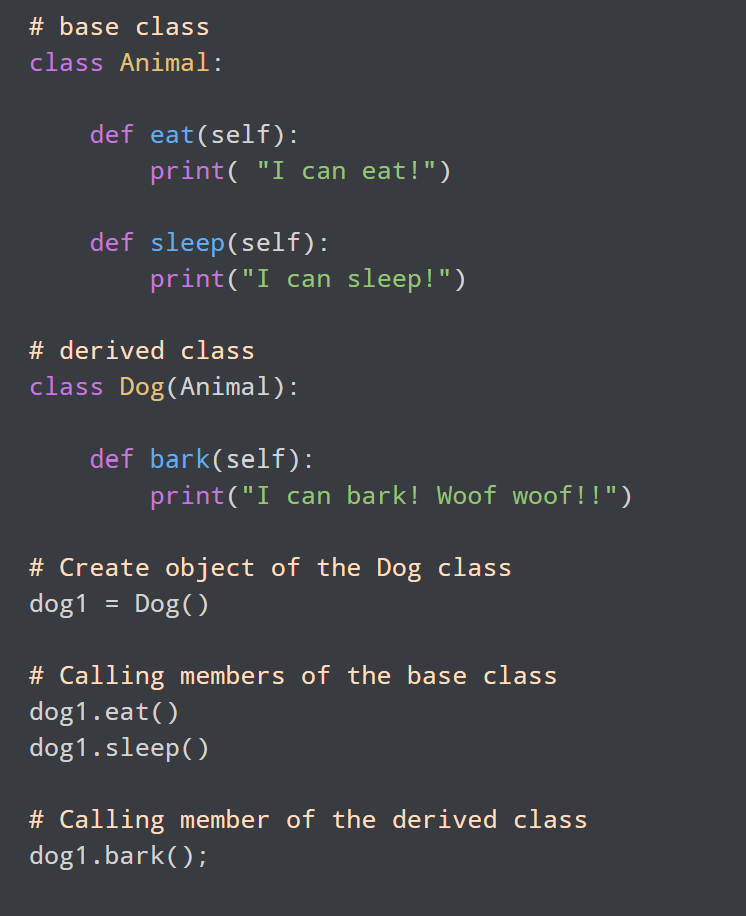 # base class
class Animal:
    def eat(self):
        print( "I can eat!")
    def sleep(self):
        print("I can sleep!")
# derived class
class Dog(Animal):
    def bark(self):
        print("I can bark! Woof woof!!")
# Create object of the Dog class
dog1 = Dog()
# Calling members of the base class
dog1.eat()
dog1.sleep()
# Calling member of the derived class
dog1.bark();